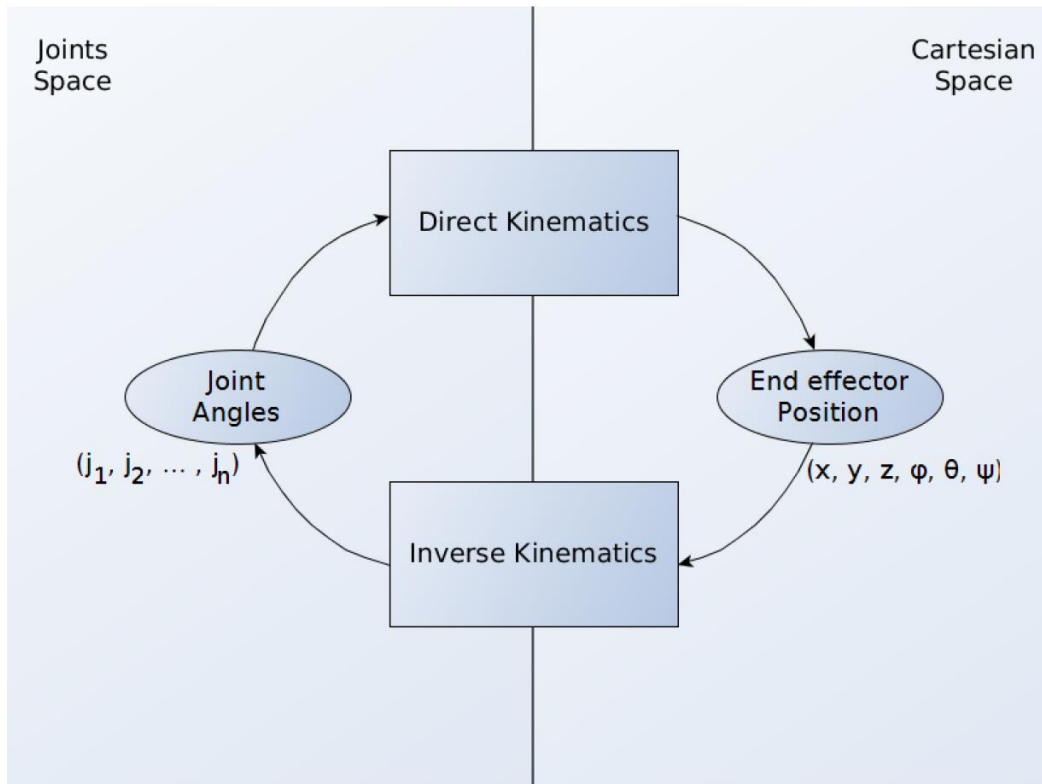 Joints
Space
Cartesian
Space
Direct Kinematics
Joint
Angles
(j₁, j₂, ... , jₙ)
End effector
Position
(x, y, z, φ, θ, ψ)
Inverse Kinematics